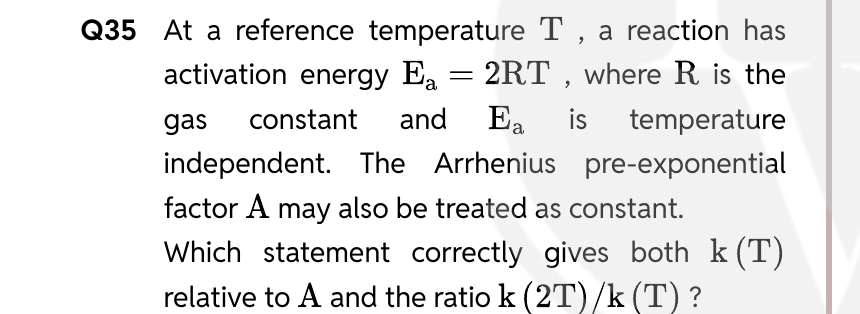 Q35 At a reference temperature T , a reaction has
activation energy Eₐ = 2RT , where R is the
gas constant and Eₐ is temperature
independent. The Arrhenius pre-exponential
factor A may also be treated as constant.
Which statement correctly gives both k (T)
relative to A and the ratio k (2T)/k (T) ?